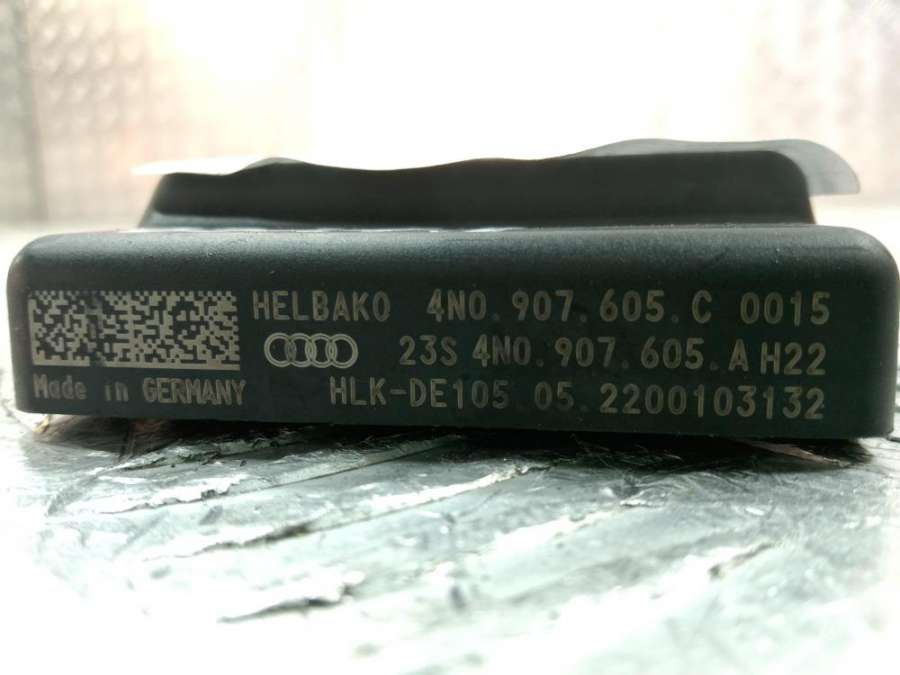 HELBAKO 4N0.907.605.C 0015
23S 4N0.907.605.A H22
Made in GERMANY HLK-DE105 05.2200103132